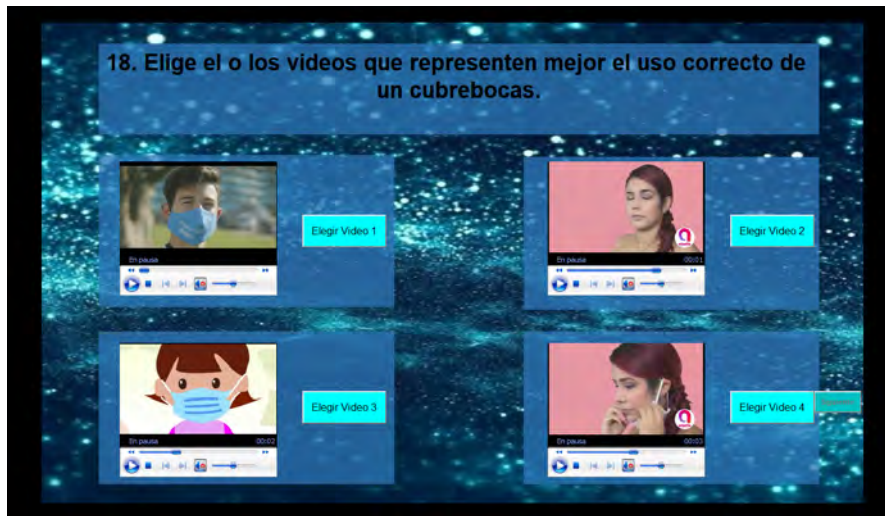 18. Elige el o los videos que representen mejor el uso correcto de
un cubrebocas.
Elegir Video 1
En pausa
Elegir Video 2
En pausa 00:01
Elegir Video 3
En pausa 00:02
Elegir Video 4
En pausa 00:03